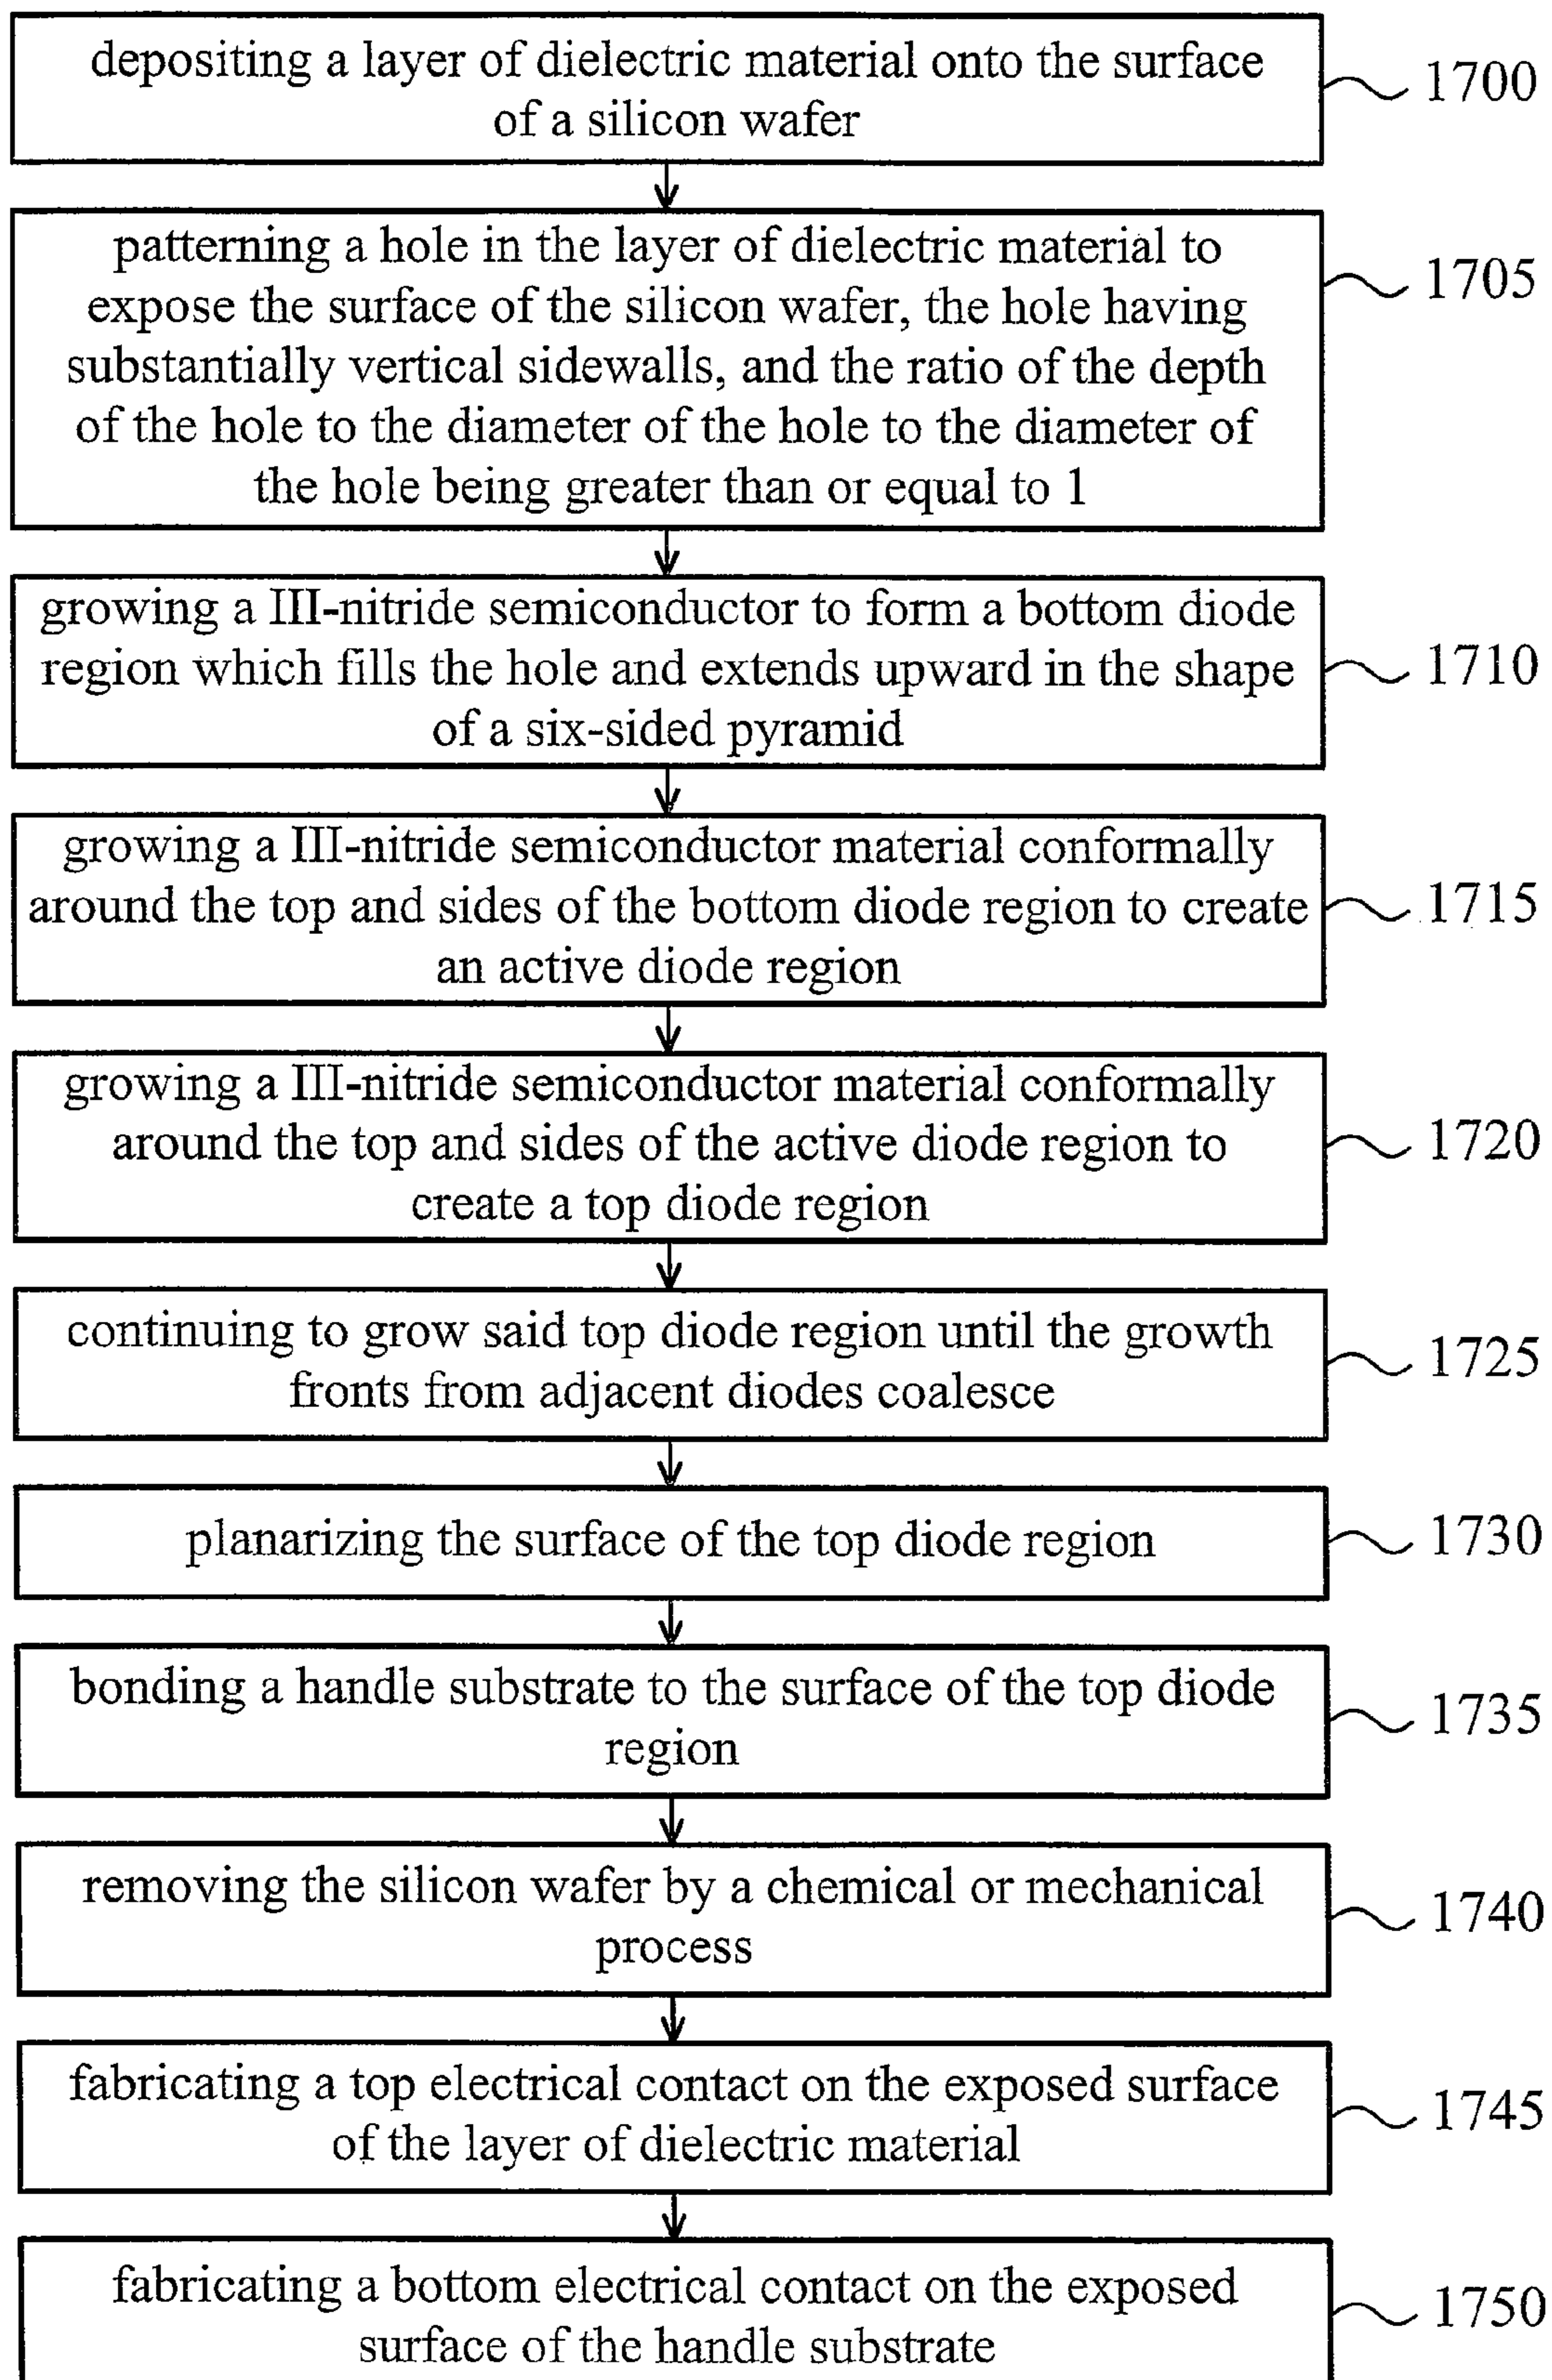 depositing a layer of dielectric material onto the surface
of a silicon wafer
1700
patterning a hole in the layer of dielectric material to
expose the surface of the silicon wafer, the hole having
substantially vertical sidewalls, and the ratio of the depth
of the hole to the diameter of the hole to the diameter of
the hole being greater than or equal to 1
1705
growing a III-nitride semiconductor to form a bottom diode
region which fills the hole and extends upward in the shape
of a six-sided pyramid
1710
growing a III-nitride semiconductor material conformally
around the top and sides of the bottom diode region to create
an active diode region
1715
growing a III-nitride semiconductor material conformally
around the top and sides of the active diode region to
create a top diode region
1720
continuing to grow said top diode region until the growth
fronts from adjacent diodes coalesce
1725
planarizing the surface of the top diode region
1730
bonding a handle substrate to the surface of the top diode
region
1735
removing the silicon wafer by a chemical or mechanical
process
1740
fabricating a top electrical contact on the exposed surface
of the layer of dielectric material
1745
fabricating a bottom electrical contact on the exposed
surface of the handle substrate
1750